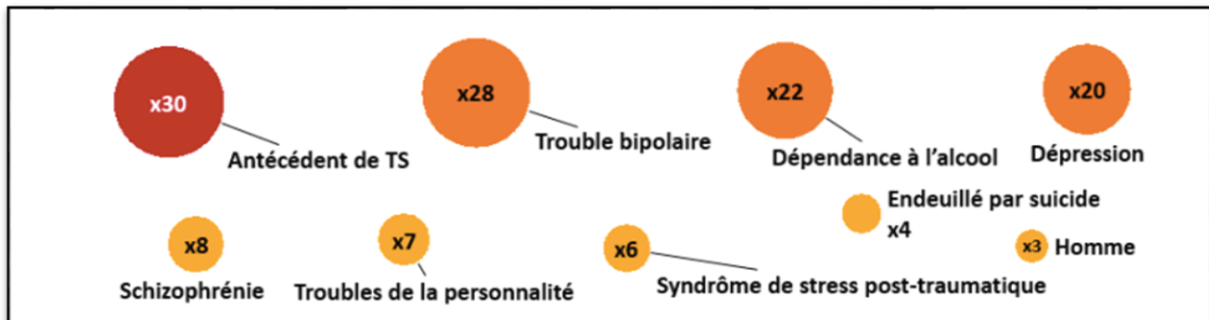 x30
Antécédent de TS
x28
Trouble bipolaire
x22
Dépendance à l'alcool
x20
Dépression
x8
Schizophrénie
x7
Troubles de la personnalité
x6
Syndrôme de stress post-traumatique
Endeuillé par suicide
x4
x3 Homme